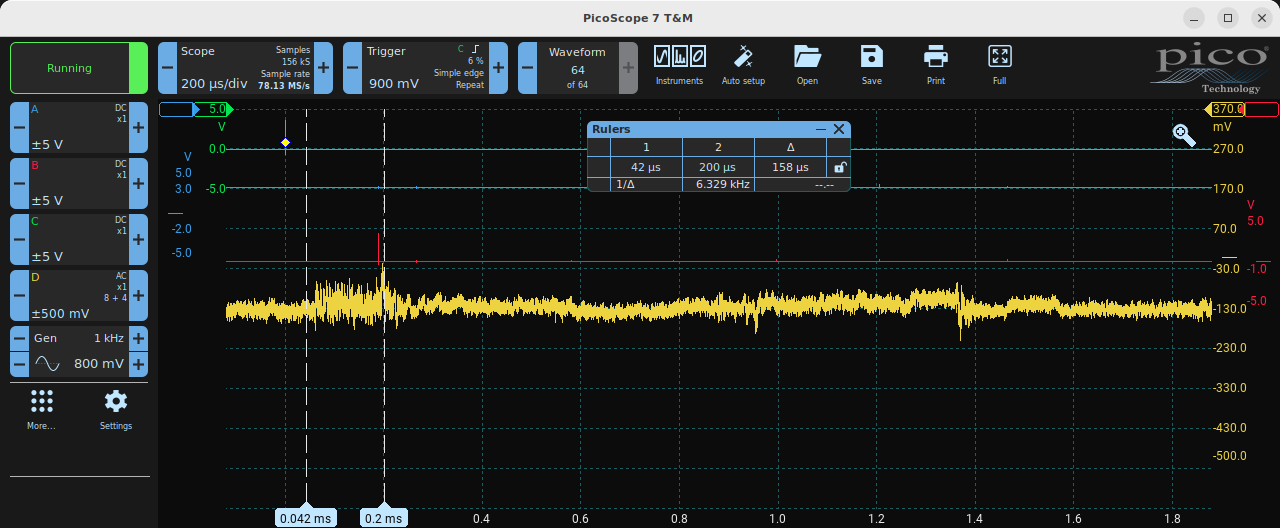 PicoScope 7 T&M
Running
Scope
200 µs/div
Samples
156 kS
Sample rate
78.13 MS/s
Trigger
900 mV
C
6 %
Simple edge
Repeat
Waveform
64
of 64
Instruments
Auto setup
Open
Save
Print
Full
pico
Technology
A
DC
x1
±5 V
B
DC
x1
±5 V
C
DC
x1
±5 V
D
AC
x1
8 + 4
±500 mV
Gen
1 kHz
800 mV
More...
Settings
V
5.0
3.0
-2.0
-5.0
5.0
V
0.0
-5.0
Rulers
1
2
Δ
42 µs
200 µs
158 µs
1/Δ
6.329 kHz
--.--
370.0
mV
270.0
170.0
70.0
-30.0
-130.0
-230.0
-330.0
-430.0
-500.0
V
5.0
-1.0
-5.0
0.042 ms
0.2 ms
0.4
0.6
0.8
1.0
1.2
1.4
1.6
1.8